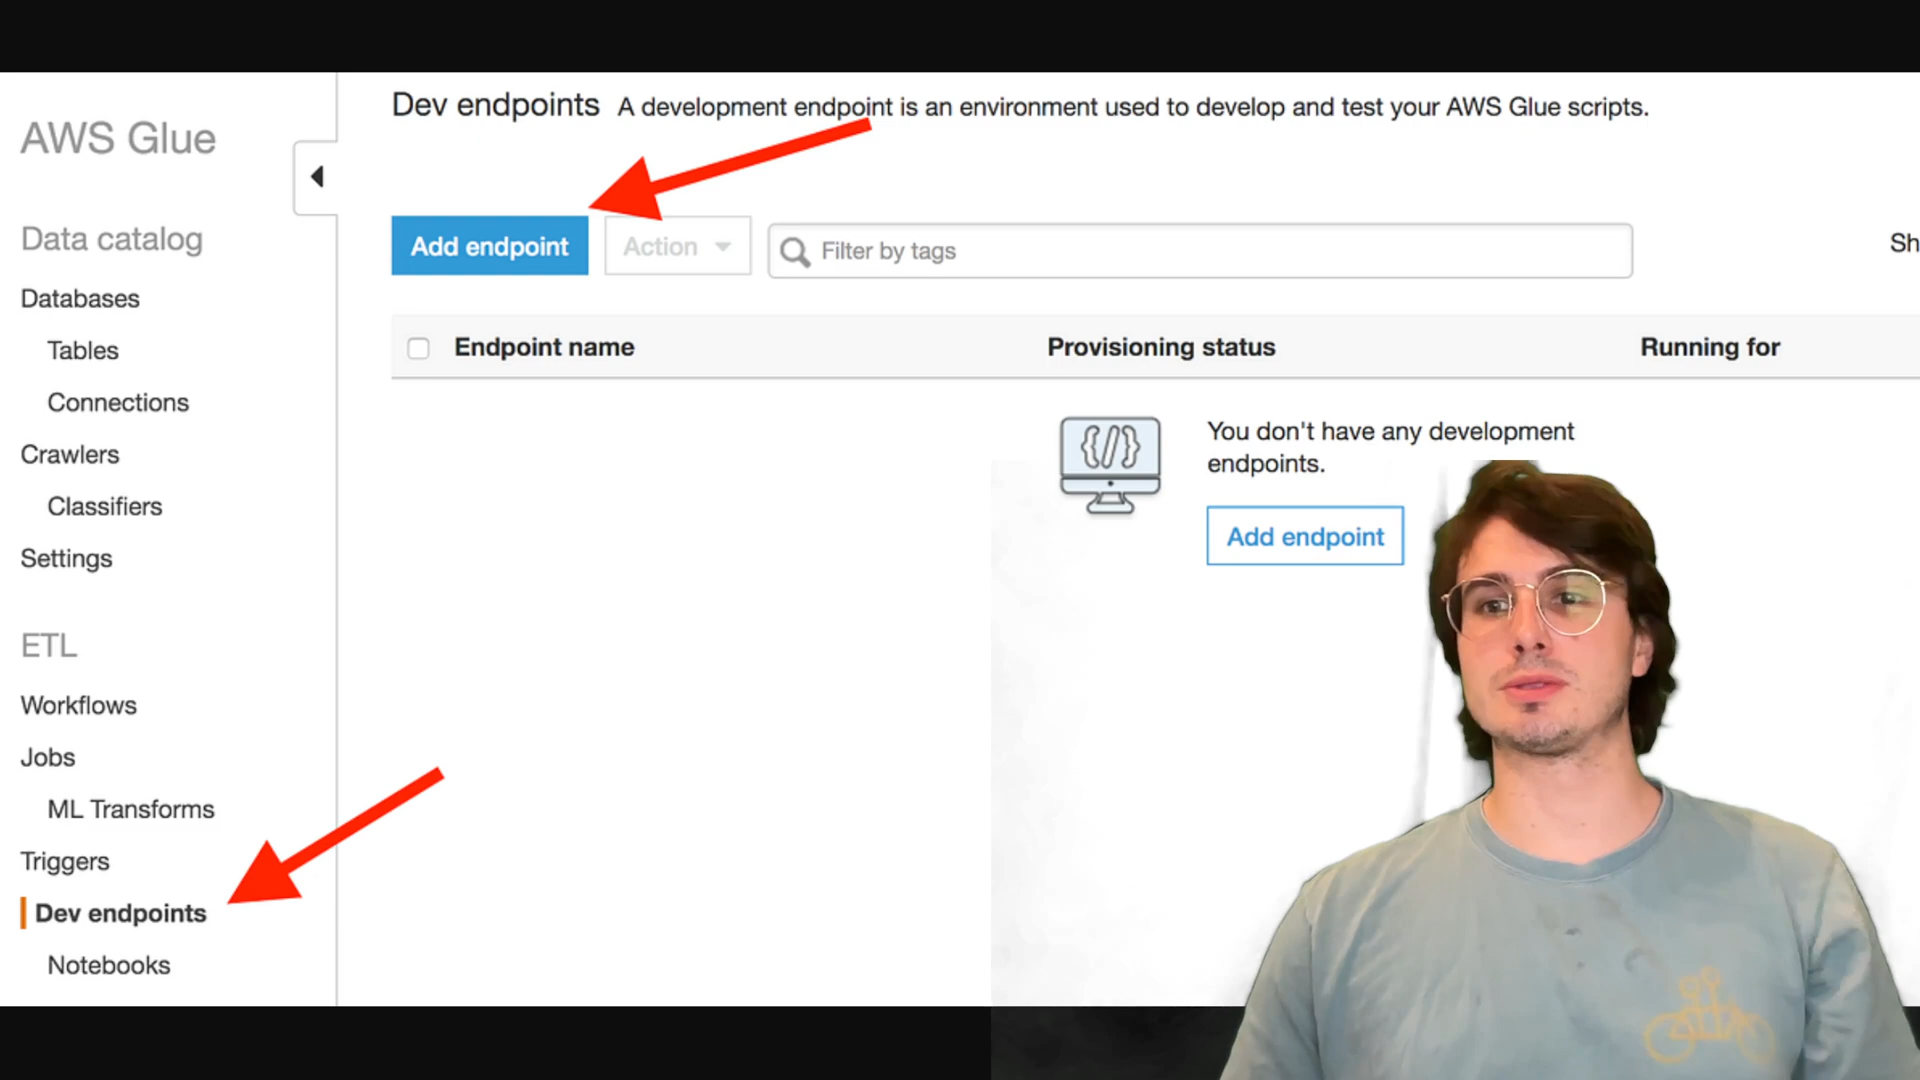 AWS Glue
Data catalog
Databases
Tables
Connections
Crawlers
Classifiers
Settings
ETL
Workflows
Jobs
ML Transforms
Triggers
Dev endpoints
Notebooks
Dev endpoints A development endpoint is an environment used to develop and test your AWS Glue scripts.
Add endpoint Action Filter by tags Sh
Endpoint name Provisioning status Running for
{/}
You don't have any development
endpoints.
Add endpoint